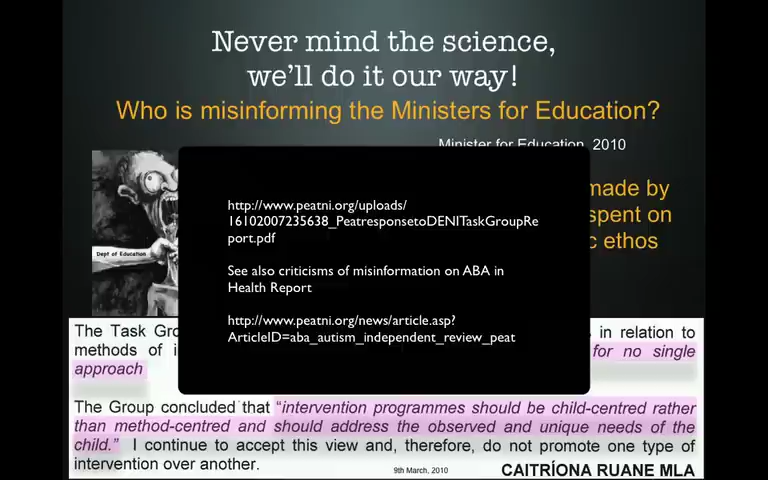 Never mind the science,
we'll do it our way!
Who is misinforming the Ministers for Education?
Minister for Education, 2010
made by
spent on
ethos
Dept of Education
http://www.peatni.org/uploads/
16102007235638_PeatresponsetoDENITaskGroupRe
port.pdf
See also criticisms of misinformation on ABA in
Health Report
http://www.peatni.org/news/article.asp?
ArticleID=aba_autism_independent_review_peat
The Task
in relation to
methods of
for no single
approach
The Group concluded that "intervention programmes should be child-centred rather
than method-centred and should address the observed and unique needs of the
child." I continue to accept this view and, therefore, do not promote one type of
intervention over another.
9th March, 2010
CAITRÍONA RUANE MLA